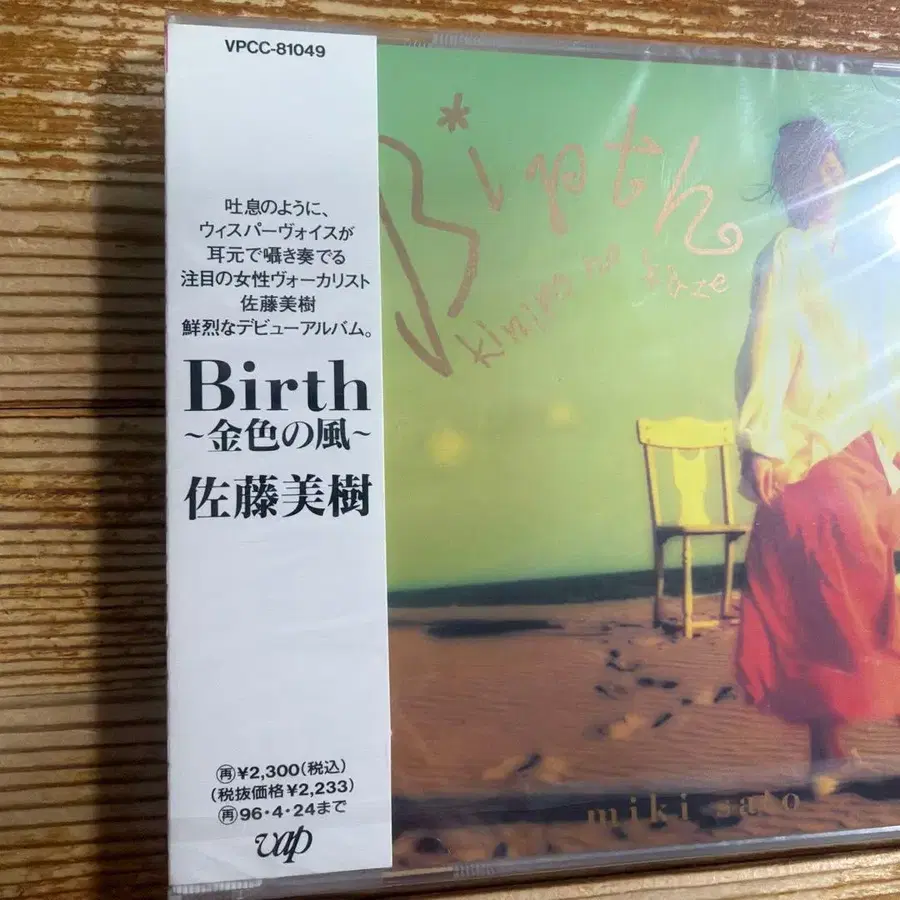 VPCC-81049
吐息のように、
ウィスパーヴォイスが
耳元で囁き奏でる
注目の女性ヴォーカリスト
佐藤美樹
鮮烈なデビューアルバム。
Birth
~金色の風~
佐藤美樹
再¥2,300(税込)
(税抜価格¥2,233)
再96・4・24まで
vap
Birth
kiniro no kaze
miki sato